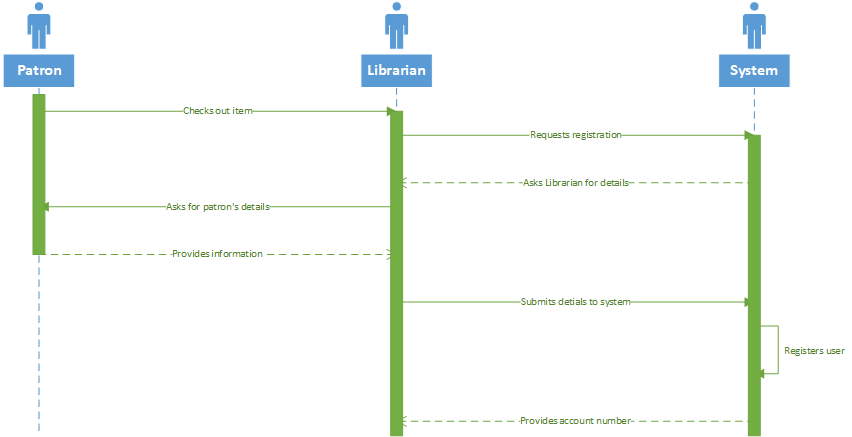 Patron
Librarian
System
Checks out item
Requests registration
Asks Librarian for details
Asks for patron's details
Provides information
Submits detials to system
Registers user
Provides account number